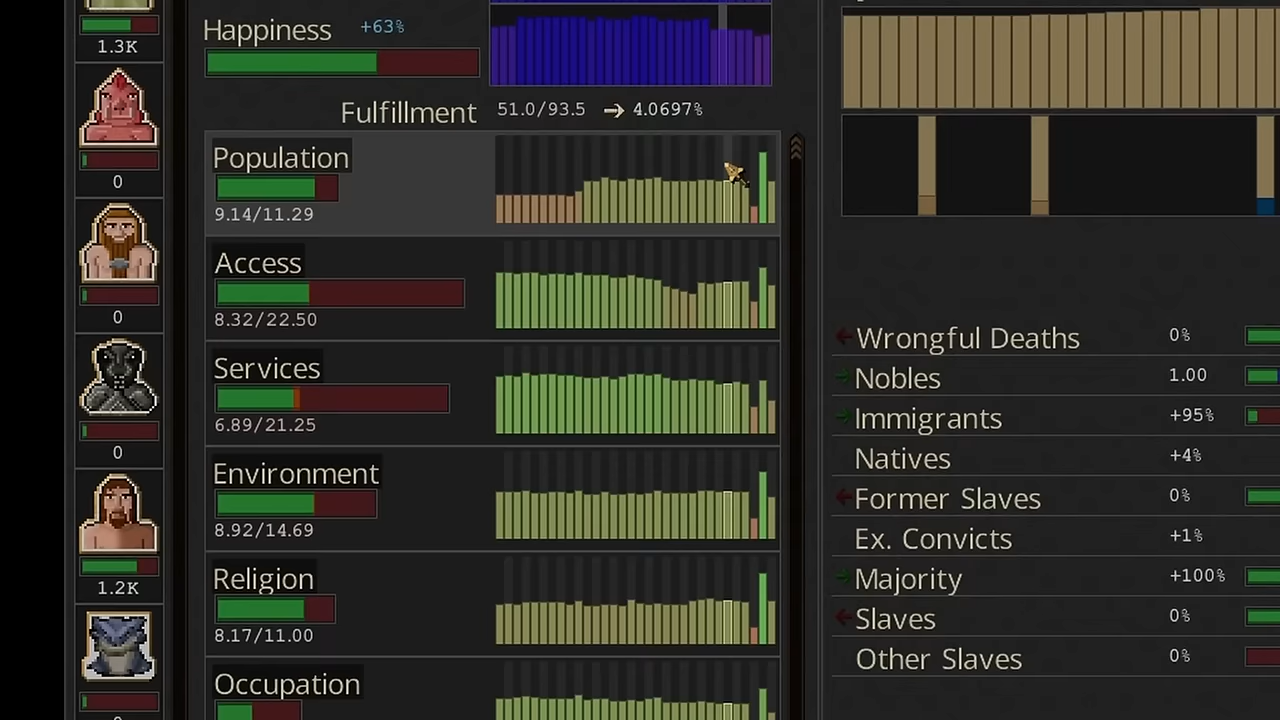 1.3K
0
0
0
1.2K
Happiness +63%
Fulfillment 51.0/93.5 → 4.0697%
Population
9.14/11.29
Access
8.32/22.50
Services
6.89/21.25
Environment
8.92/14.69
Religion
8.17/11.00
Occupation
Wrongful Deaths 0%
Nobles 1.00
Immigrants +95%
Natives +4%
Former Slaves 0%
Ex. Convicts +1%
Majority +100%
Slaves 0%
Other Slaves 0%